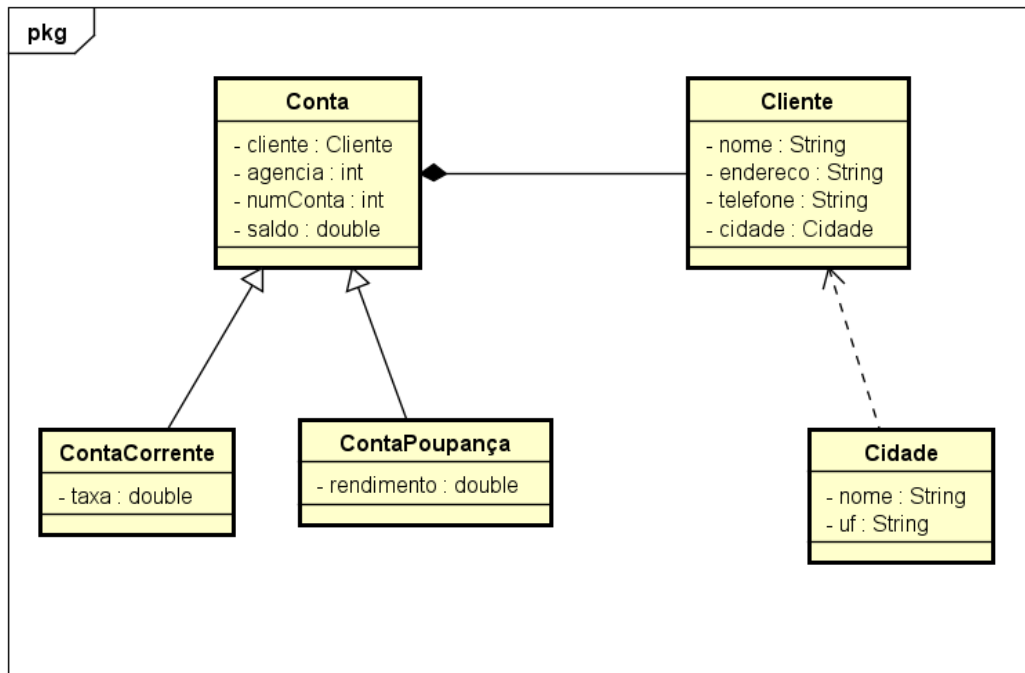 pkg
Conta
- cliente : Cliente
- agencia : int
- numConta : int
- saldo : double
Cliente
- nome : String
- endereco : String
- telefone : String
- cidade : Cidade
ContaCorrente
- taxa : double
ContaPoupança
- rendimento : double
Cidade
- nome : String
- uf : String